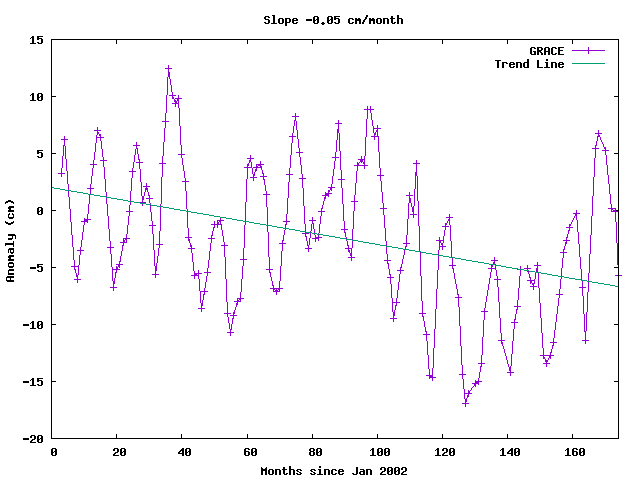 Slope -0.05 cm/month
GRACE
Trend Line
15
10
5
0
-5
-10
-15
-20
Anomaly (cm)
0 20 40 60 80 100 120 140 160
Months since Jan 2002